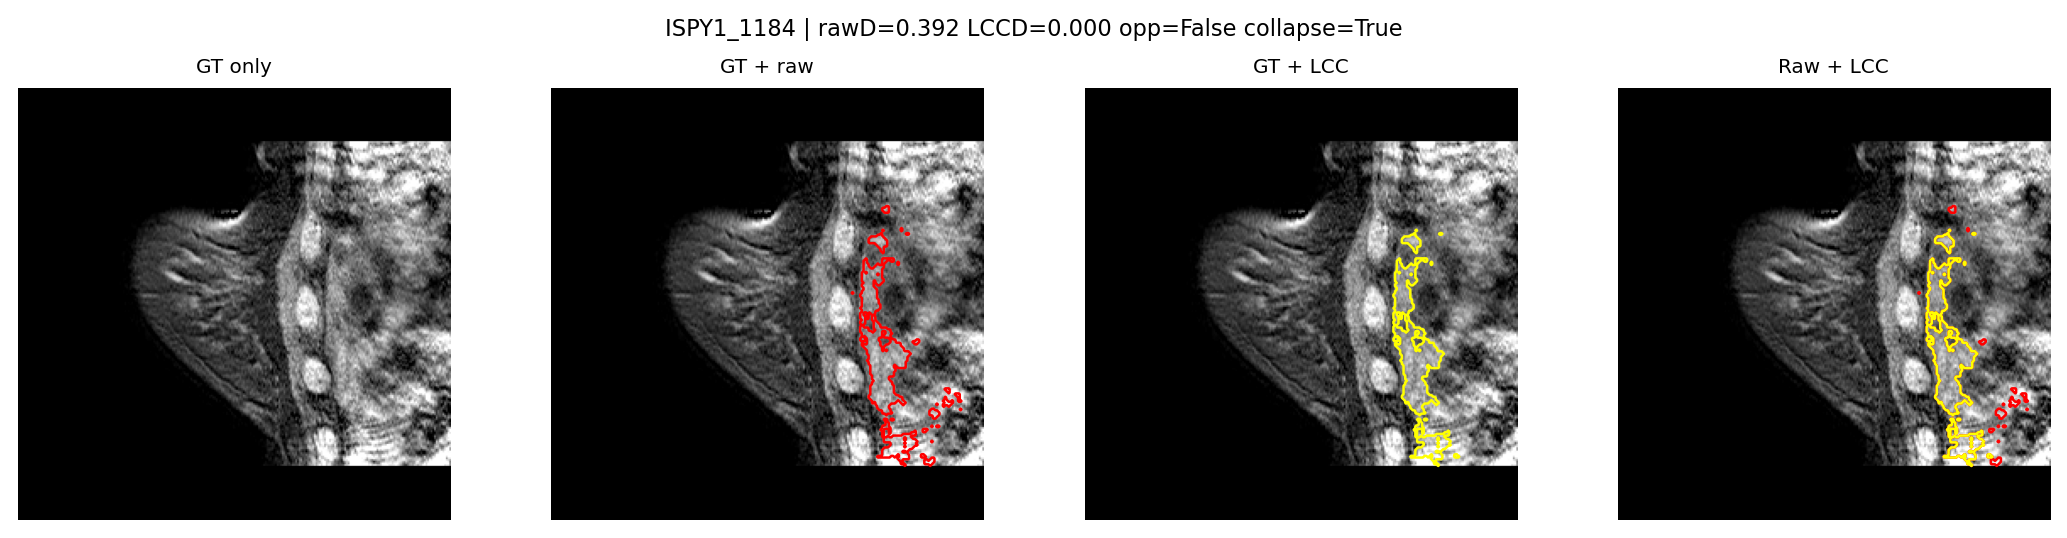 ISPY1_1184 | rawD=0.392 LCCD=0.000 opp=False collapse=True
GT only
GT + raw
GT + LCC
Raw + LCC